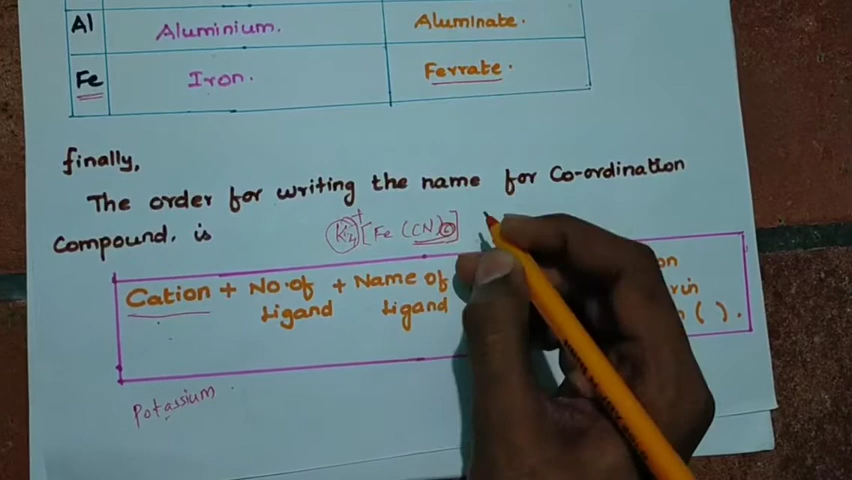 Al Aluminium. Aluminate.
Fe Iron. Ferrate.
finally,
The order for writing the name for Co-ordination
Compound. is
K4+ [Fe (CN)6]
Cation + No. of + Name of
Ligand Ligand ( ).
Potassium